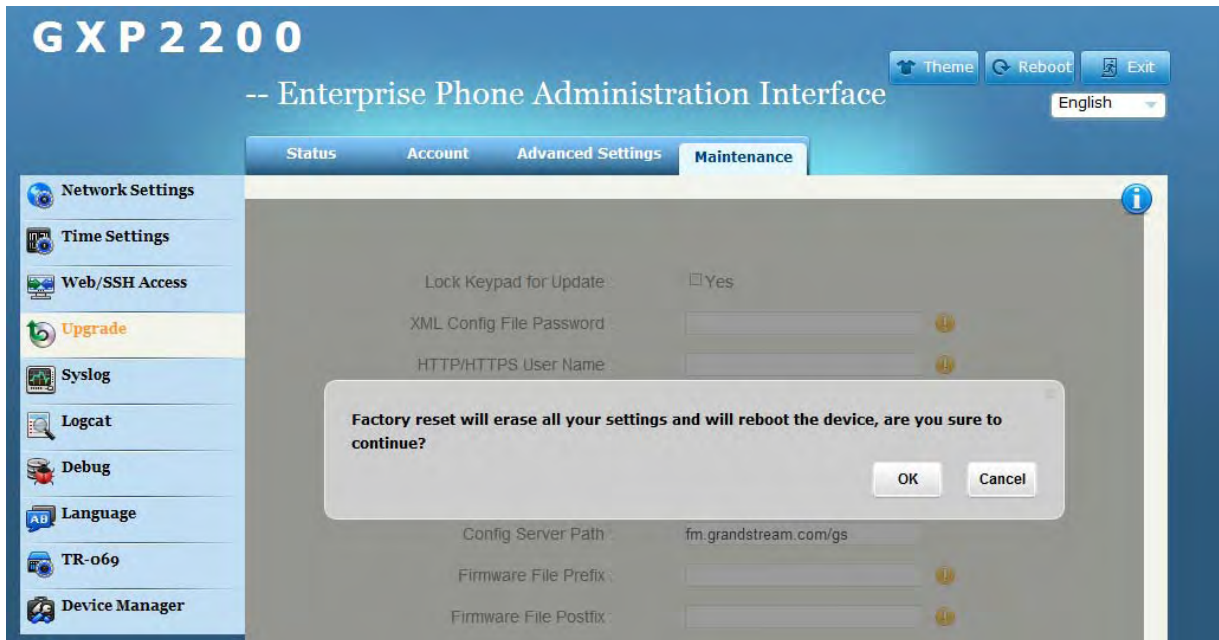 GXP2200
-- Enterprise Phone Administration Interface
Theme
Reboot
Exit
English
Status
Account
Advanced Settings
Maintenance
Network Settings
Time Settings
Web/SSH Access
Upgrade
Syslog
Logcat
Debug
Language
TR-069
Device Manager
Lock Keypad for Update :
Yes
XML Config File Password :
HTTP/HTTPS User Name :
Factory reset will erase all your settings and will reboot the device, are you sure to
continue?
OK
Cancel
Config Server Path :
fm.grandstream.com/gs
Firmware File Prefix :
Firmware File Postfix :